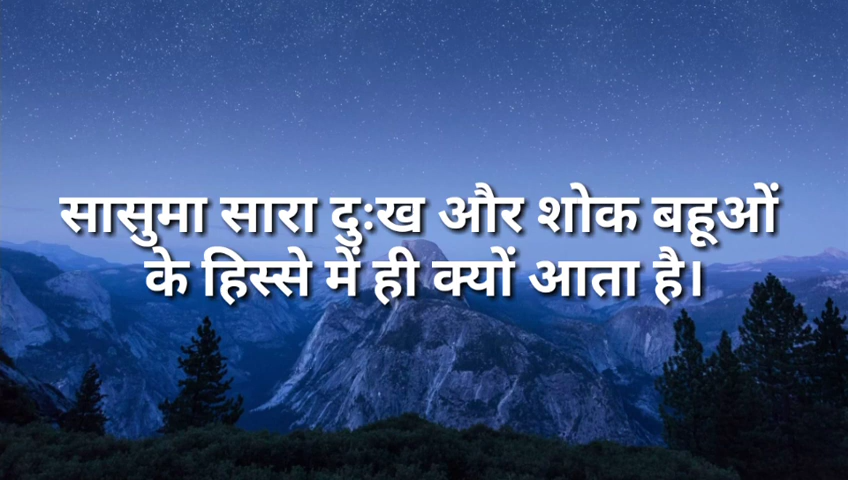 सासुमा सारा दुःख और शोक बहूओं
के हिस्से में ही क्यों आता है।